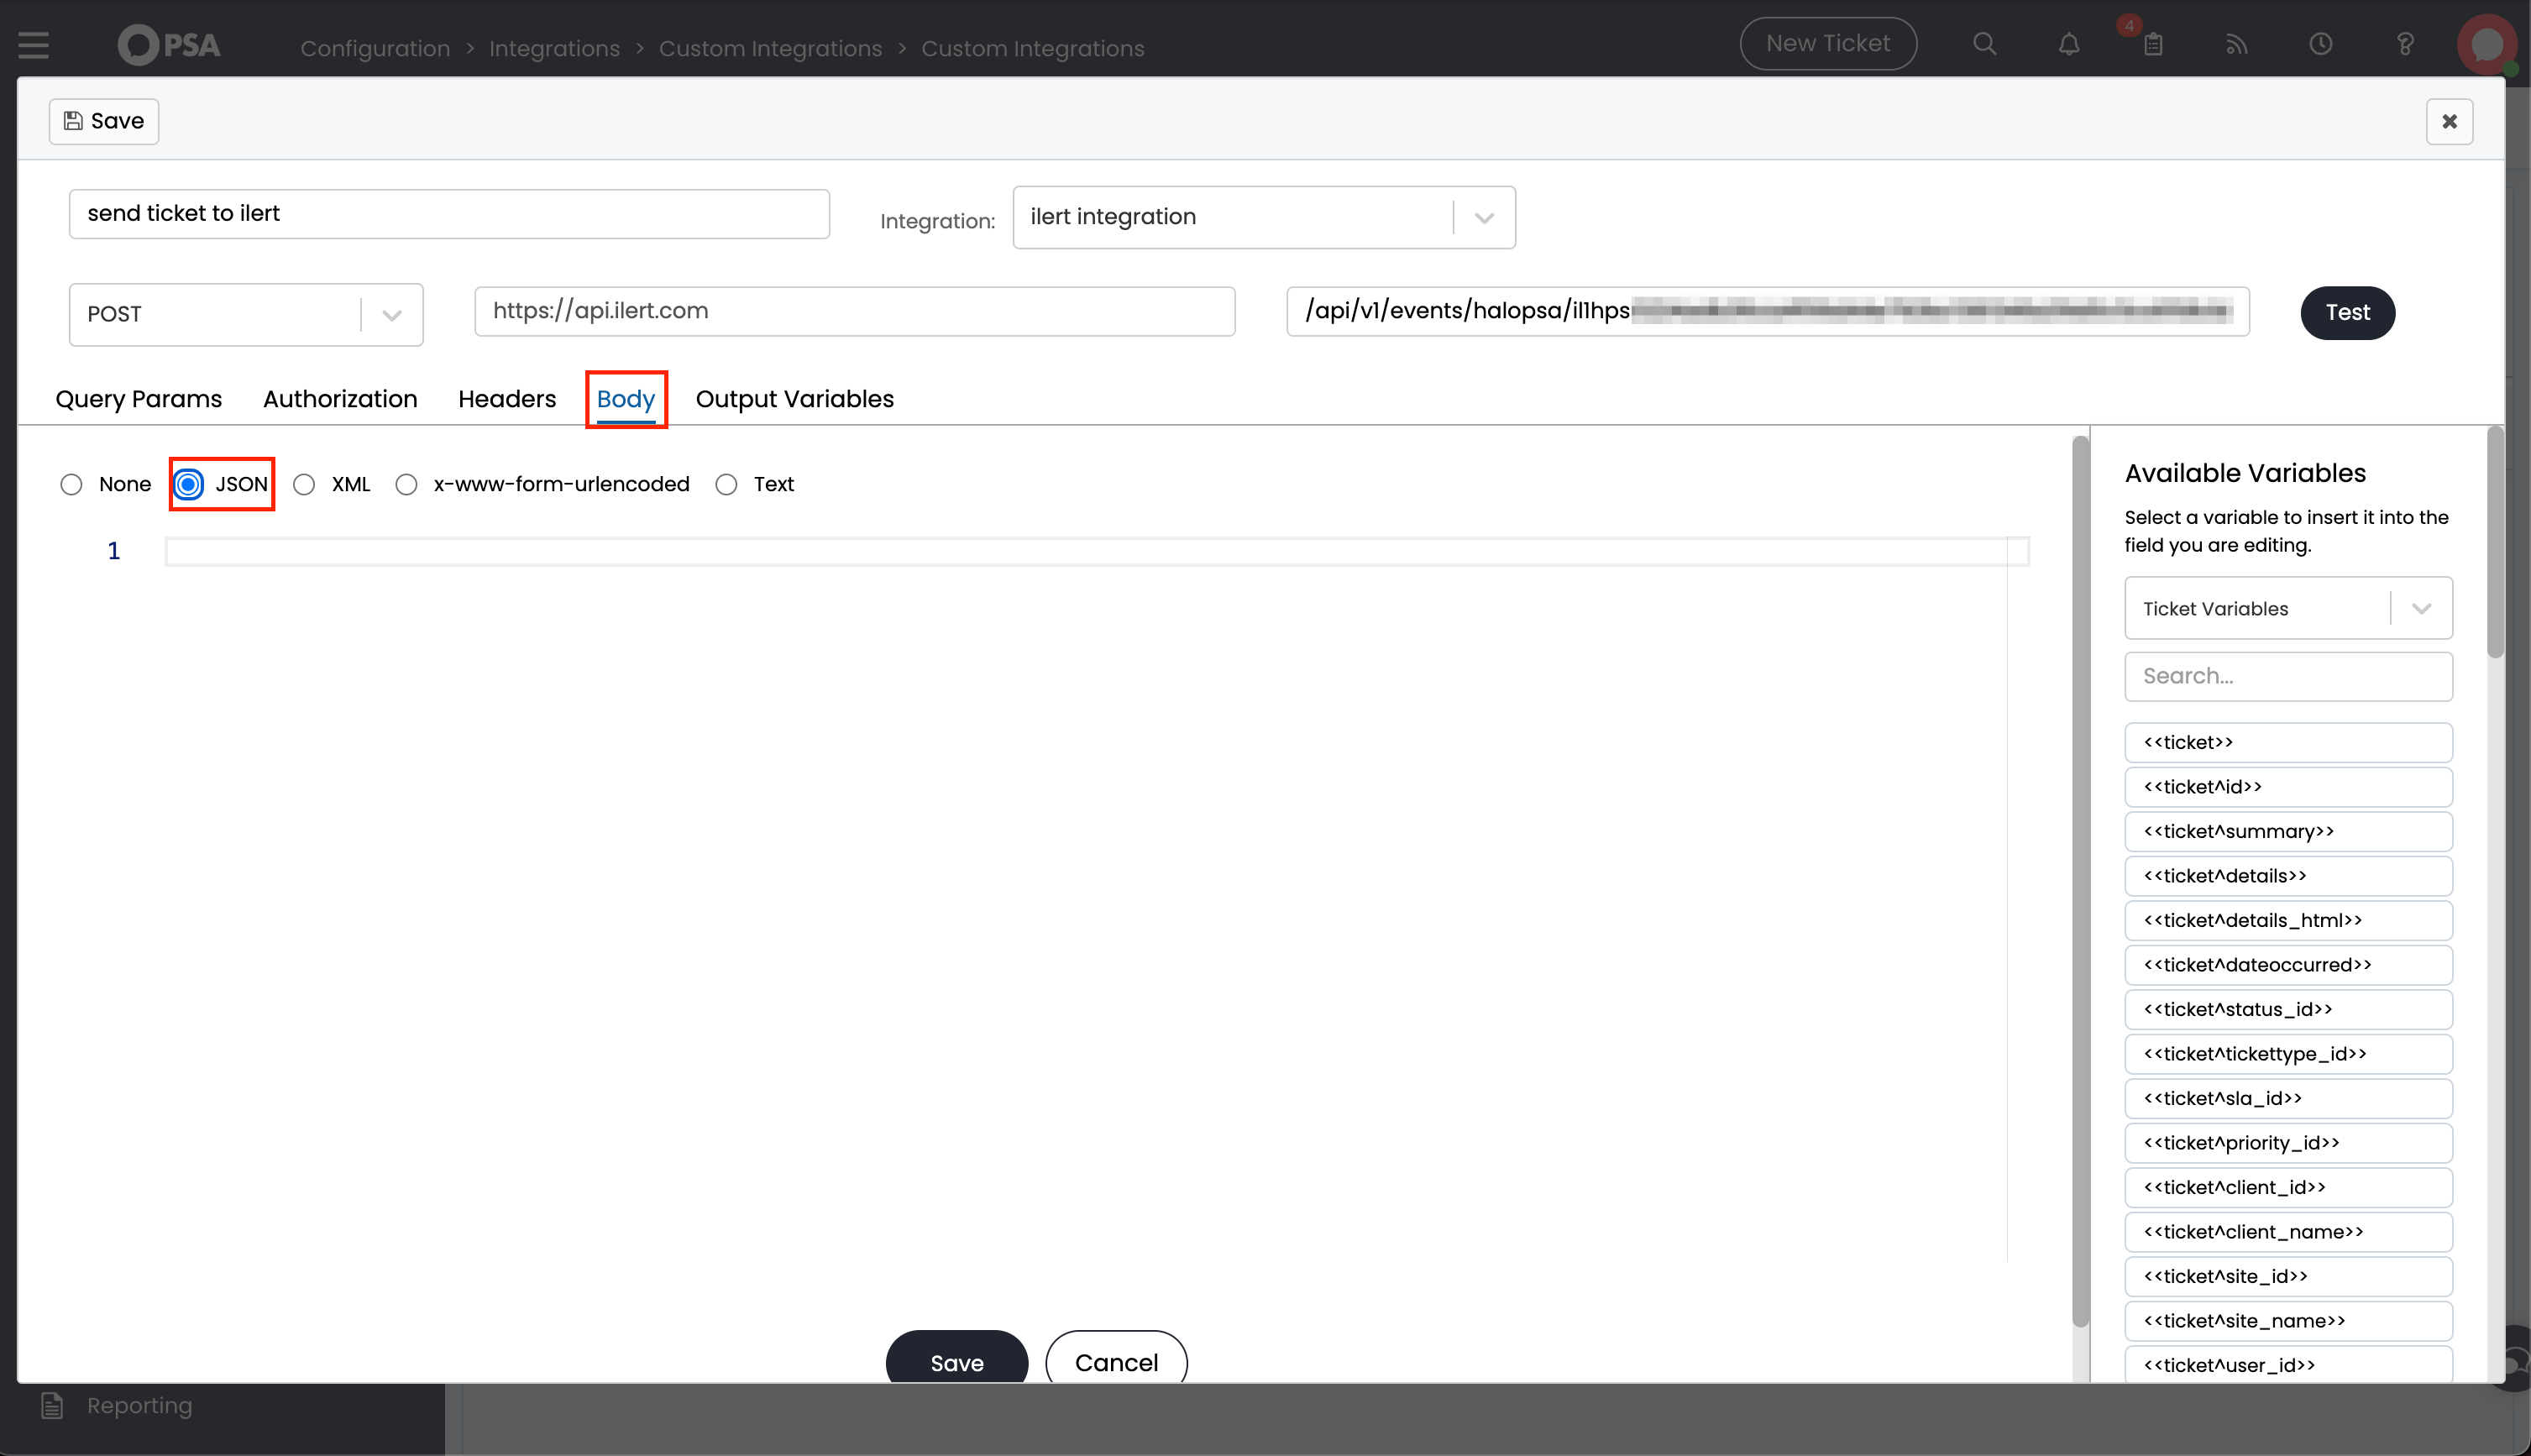 PSA
Configuration > Integrations > Custom Integrations > Custom Integrations
New Ticket
4
Save
send ticket to ilert
Integration:
ilert integration
POST
https://api.ilert.com
/api/v1/events/halopsa/il1hps
Test
Query Params
Authorization
Headers
Body
Output Variables
None
JSON
XML
x-www-form-urlencoded
Text
1
Save
Cancel
Available Variables
Select a variable to insert it into the
field you are editing.
Ticket Variables
Search...
<<ticket>>
<<ticket^id>>
<<ticket^summary>>
<<ticket^details>>
<<ticket^details_html>>
<<ticket^dateoccurred>>
<<ticket^status_id>>
<<ticket^tickettype_id>>
<<ticket^sla_id>>
<<ticket^priority_id>>
<<ticket^client_id>>
<<ticket^client_name>>
<<ticket^site_id>>
<<ticket^site_name>>
<<ticket^user_id>>
Reporting